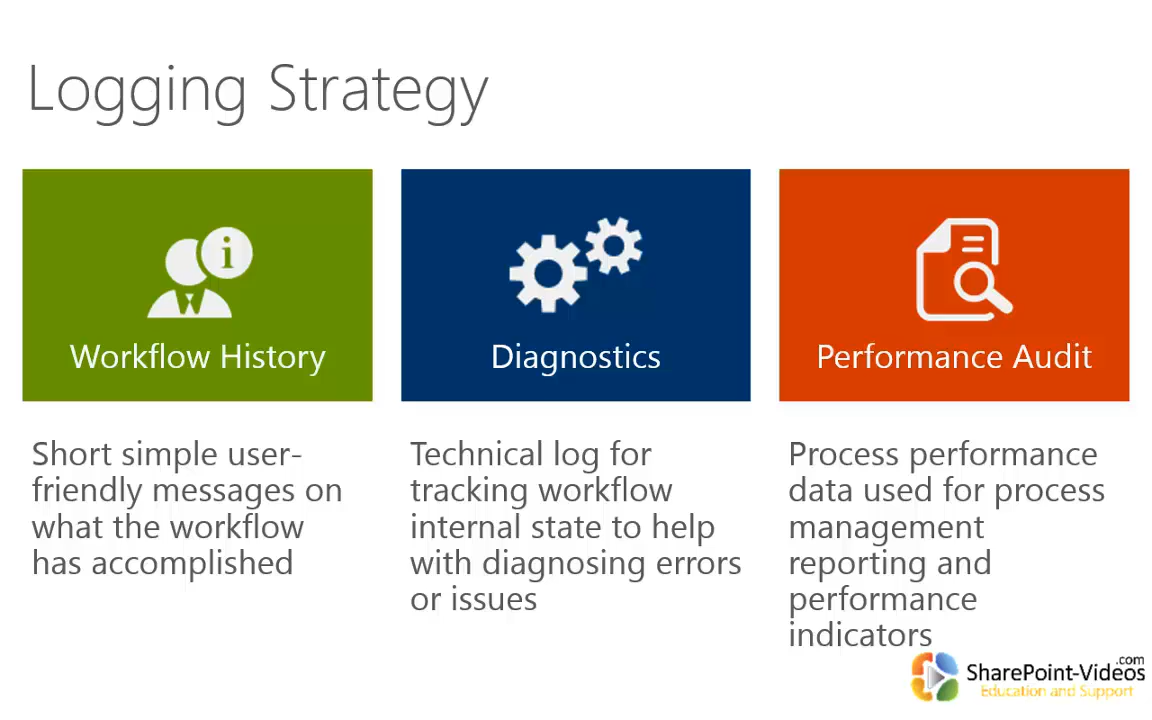 Logging Strategy
i
Workflow History
Diagnostics
Performance Audit
Short simple user-
friendly messages on
what the workflow
has accomplished
Technical log for
tracking workflow
internal state to help
with diagnosing errors
or issues
Process performance
data used for process
management
reporting and
performance
indicators
SharePoint-Videos.com
Education and Support